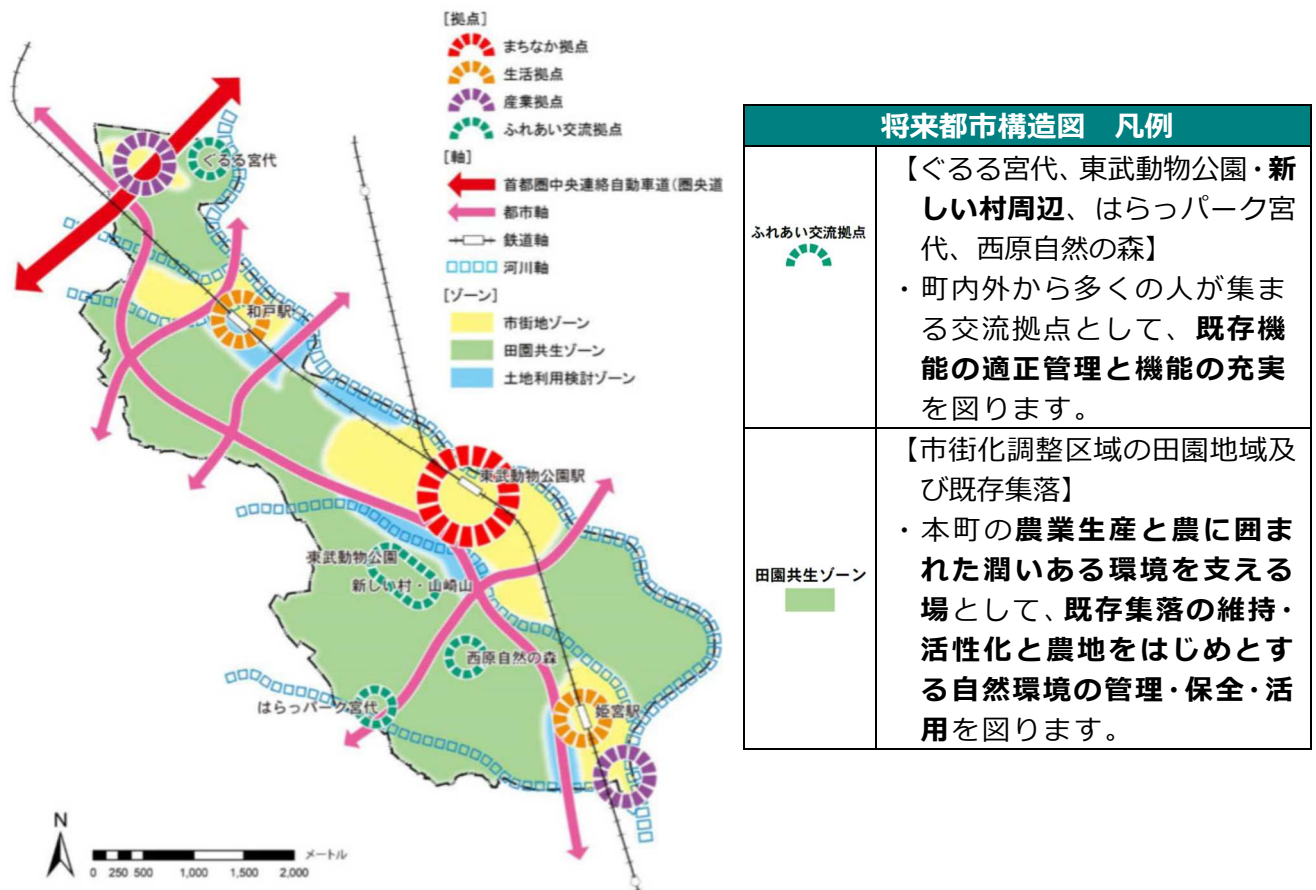 [拠点]
まちなか拠点
生活拠点
産業拠点
ふれあい交流拠点
[軸]
首都圏中央連絡自動車道(圏央道
都市軸
鉄道軸
河川軸
[ゾーン]
市街地ゾーン
田園共生ゾーン
土地利用検討ゾーン
ぐるる宮代
和戸駅
東武動物公園駅
東武動物公園
新しい村・山崎山
西原自然の森
はらっパーク宮代
姫宮駅
N
メートル
0 250 500 1,000 1,500 2,000
将来都市構造図 凡例
ふれあい交流拠点
【ぐるる宮代、東武動物公園・新
しい村周辺、はらっパーク宮
代、西原自然の森】
・町内外から多くの人が集ま
る交流拠点として、既存機
能の適正管理と機能の充実
を図ります。
田園共生ゾーン
【市街化調整区域の田園地域及
び既存集落】
・本町の農業生産と農に囲ま
れた潤いある環境を支える
場として、既存集落の維持・
活性化と農地をはじめとす
る自然環境の管理・保全・活
用を図ります。